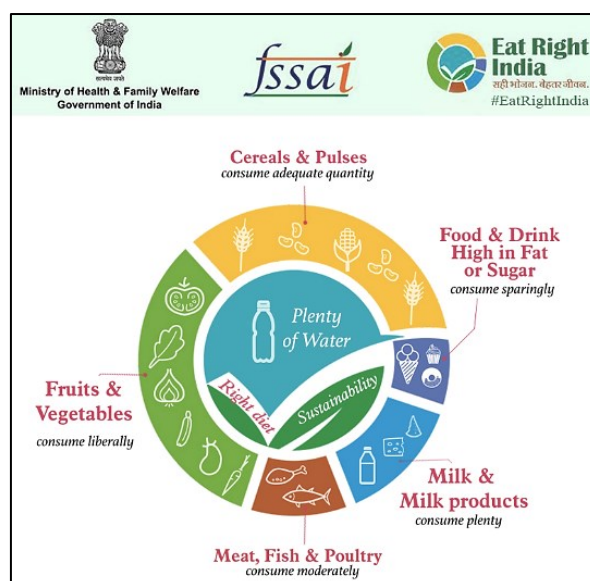 सत्यमेव जयते
Ministry of Health & Family Welfare
Government of India
fssai
Eat Right
India
सही भोजन. बेहतर जीवन.
#EatRightIndia
Cereals & Pulses
consume adequate quantity
Food & Drink
High in Fat
or Sugar
consume sparingly
Plenty
of Water
Right diet
Sustainability
Fruits &
Vegetables
consume liberally
Milk &
Milk products
consume plenty
Meat, Fish & Poultry
consume moderately